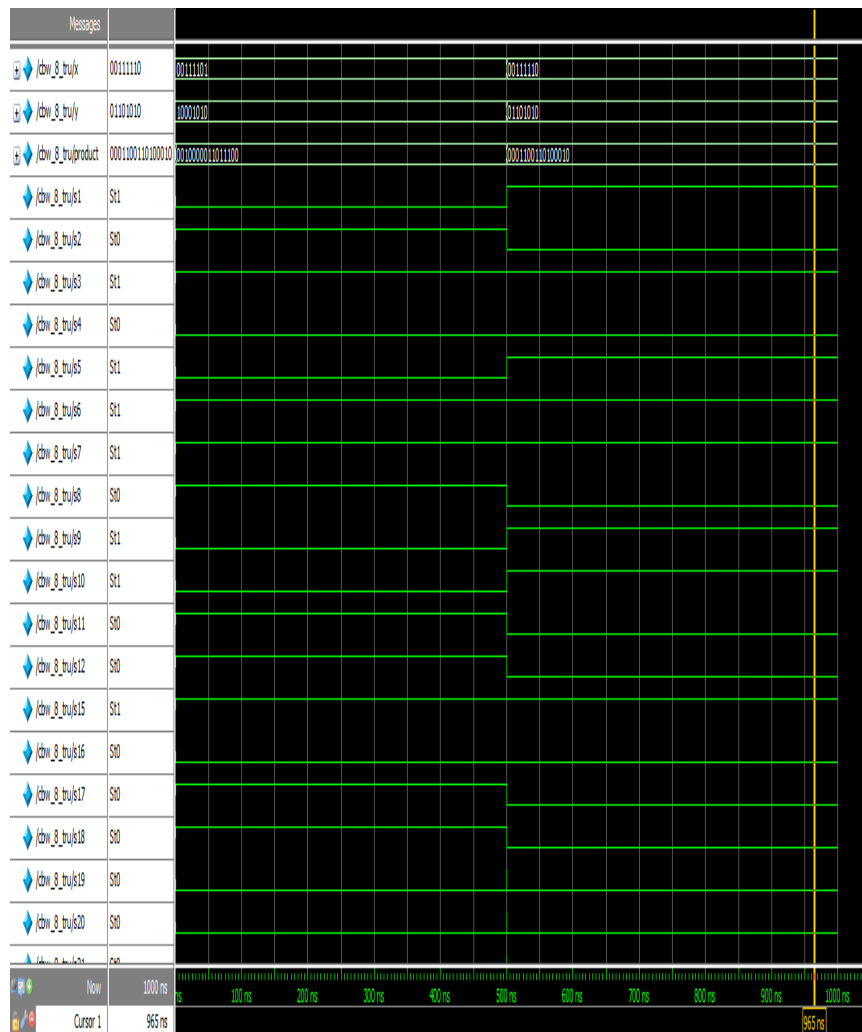 Messages
/cbw_8_tru/x 00111110 00111101 00111110
/cbw_8_tru/y 01101010 10001010 01101010
/cbw_8_tru/product 0001100110100010 0010000011011100 0001100110100010
/cbw_8_tru/s1 St1
/cbw_8_tru/s2 St0
/cbw_8_tru/s3 St1
/cbw_8_tru/s4 St0
/cbw_8_tru/s5 St1
/cbw_8_tru/s6 St1
/cbw_8_tru/s7 St1
/cbw_8_tru/s8 St0
/cbw_8_tru/s9 St1
/cbw_8_tru/s10 St1
/cbw_8_tru/s11 St0
/cbw_8_tru/s12 St0
/cbw_8_tru/s15 St1
/cbw_8_tru/s16 St0
/cbw_8_tru/s17 St0
/cbw_8_tru/s18 St0
/cbw_8_tru/s19 St0
/cbw_8_tru/s20 St0
Now 1000 ns ns 100 ns 200 ns 300 ns 400 ns 500 ns 600 ns 700 ns 800 ns 900 ns 1000 ns
Cursor 1 965 ns 965 ns